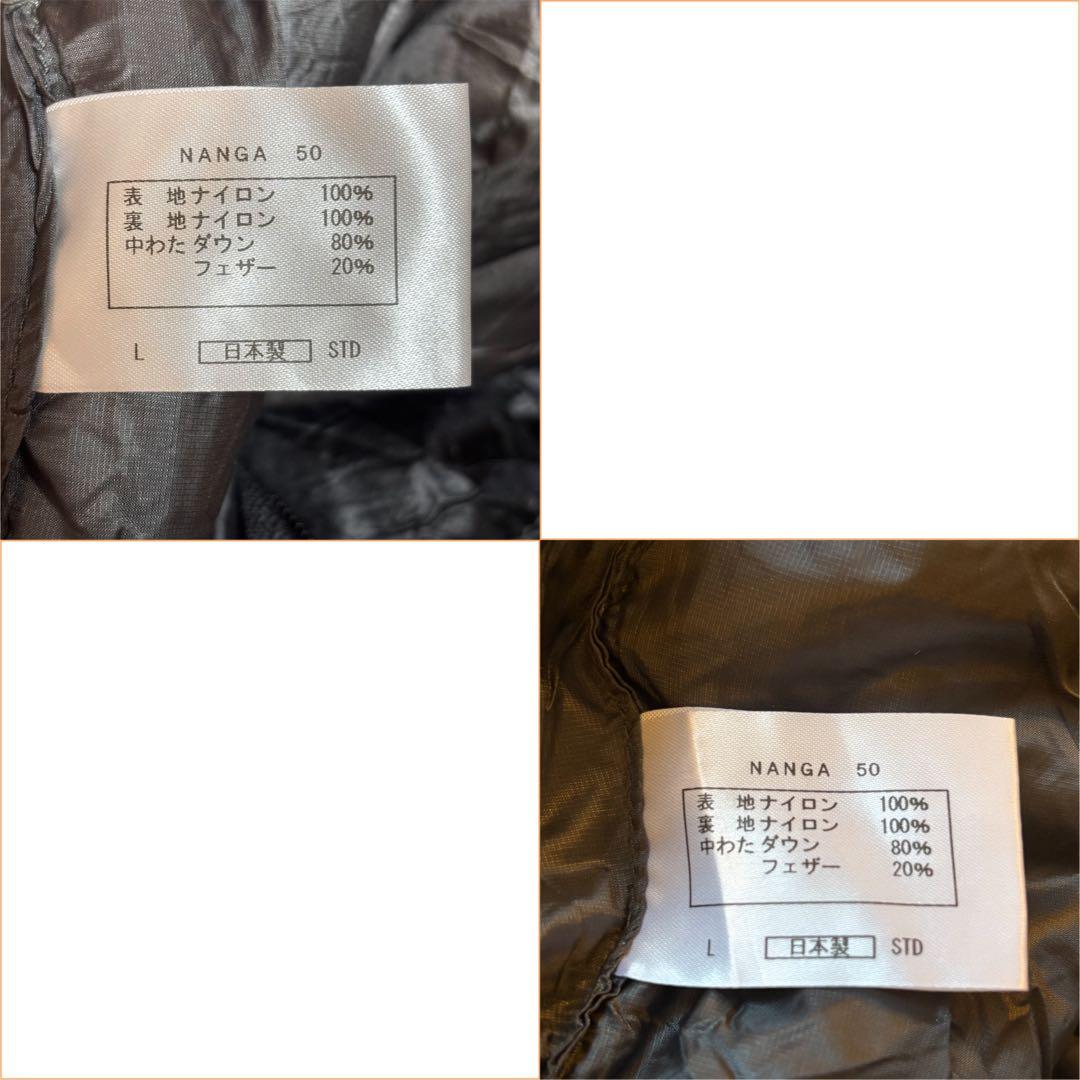 NANGA 50
表 地 ナイロン 100%
裏 地 ナイロン 100%
中わた ダウン 80%
フェザー 20%
L 日本製 STD
NANGA 50
表 地 ナイロン 100%
裏 地 ナイロン 100%
中わた ダウン 80%
フェザー 20%
L 日本製 STD